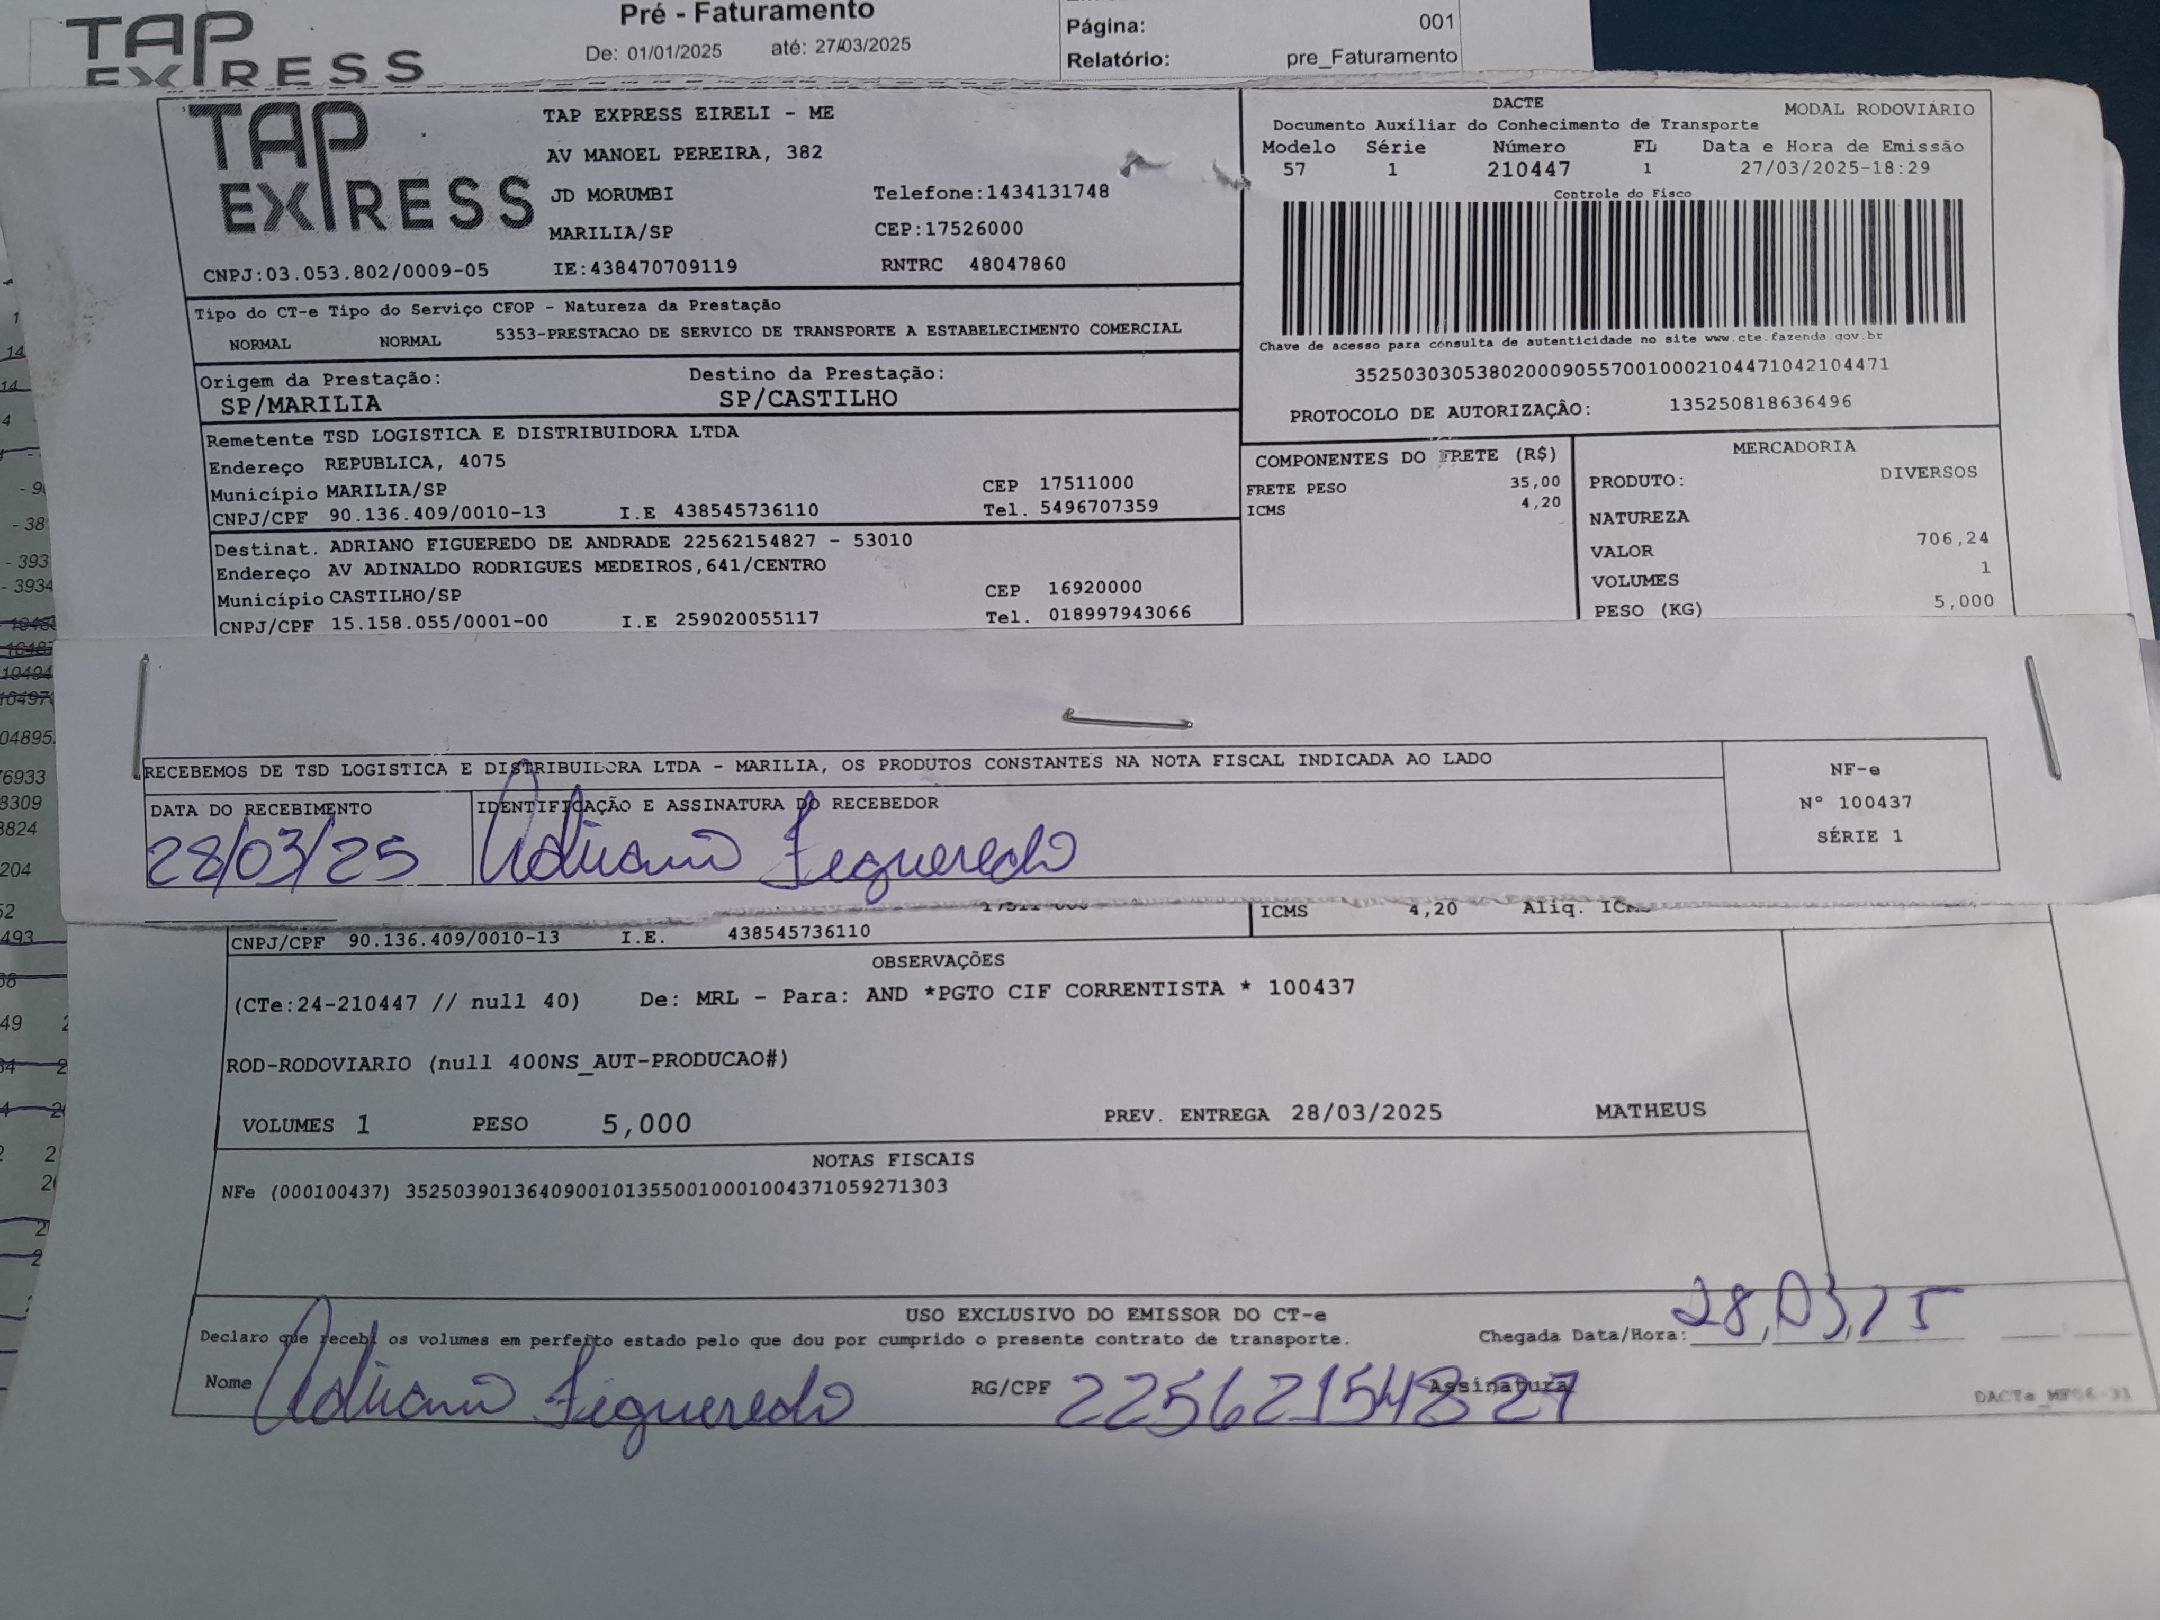 TAP
EXPRESS
Pré - Faturamento
De: 01/01/2025 até: 27/03/2025
Página: 001
Relatório: pre_Faturamento
TAP
EXPRESS
TAP EXPRESS EIRELI - ME
AV MANOEL PEREIRA, 382
JD MORUMBI Telefone:1434131748
MARILIA/SP CEP:17526000
CNPJ:03.053.802/0009-05 IE:438470709119 RNTRC 48047860
DACTE MODAL RODOVIÁRIO
Documento Auxiliar do Conhecimento de Transporte
Modelo Série Número FL Data e Hora de Emissão
57 1 210447 1 27/03/2025-18:29
Controle do Fisco
Chave de acesso para consulta de autenticidade no site www.cte.fazenda.gov.br
35250303053802000905570010002104471042104471
PROTOCOLO DE AUTORIZAÇÃO: 135250818636496
Tipo do CT-e Tipo do Serviço CFOP - Natureza da Prestação
NORMAL NORMAL 5353-PRESTACAO DE SERVICO DE TRANSPORTE A ESTABELECIMENTO COMERCIAL
Origem da Prestação: Destino da Prestação:
SP/MARILIA SP/CASTILHO
Remetente TSD LOGISTICA E DISTRIBUIDORA LTDA
Endereço REPUBLICA, 4075
Município MARILIA/SP CEP 17511000
CNPJ/CPF 90.136.409/0010-13 I.E 438545736110 Tel. 5496707359
Destinat. ADRIANO FIGUEREDO DE ANDRADE 22562154827 - 53010
Endereço AV ADINALDO RODRIGUES MEDEIROS,641/CENTRO
Município CASTILHO/SP CEP 16920000
CNPJ/CPF 15.158.055/0001-00 I.E 259020055117 Tel. 018997943066
COMPONENTES DO FRETE (R$)
FRETE PESO 35,00
ICMS 4,20
MERCADORIA
PRODUTO: DIVERSOS
NATUREZA
VALOR 706,24
VOLUMES 1
PESO (KG) 5,000
RECEBEMOS DE TSD LOGISTICA E DISTRIBUIDORA LTDA - MARILIA, OS PRODUTOS CONSTANTES NA NOTA FISCAL INDICADA AO LADO
DATA DO RECEBIMENTO IDENTIFICAÇÃO E ASSINATURA DO RECEBEDOR
28/03/25 Adriano Figueredo
NF-e
Nº 100437
SÉRIE 1
ICMS 4,20 Aliq.
CNPJ/CPF 90.136.409/0010-13 I.E. 438545736110
OBSERVAÇÕES
(CTe:24-210447 // null 40) De: MRL - Para: AND *PGTO CIF CORRENTISTA * 100437
ROD-RODOVIARIO (null 400NS_AUT-PRODUCAO#)
VOLUMES 1 PESO 5,000 PREV. ENTREGA 28/03/2025 MATHEUS
NOTAS FISCAIS
NFe (000100437) 35250390136409001013550010001004371059271303
USO EXCLUSIVO DO EMISSOR DO CT-e
Declaro que recebi os volumes em perfeito estado pelo que dou por cumprido o presente contrato de transporte. Chegada Data/Hora: 28/03/25
Nome Adriano Figueredo RG/CPF 22562154827 Assinatura